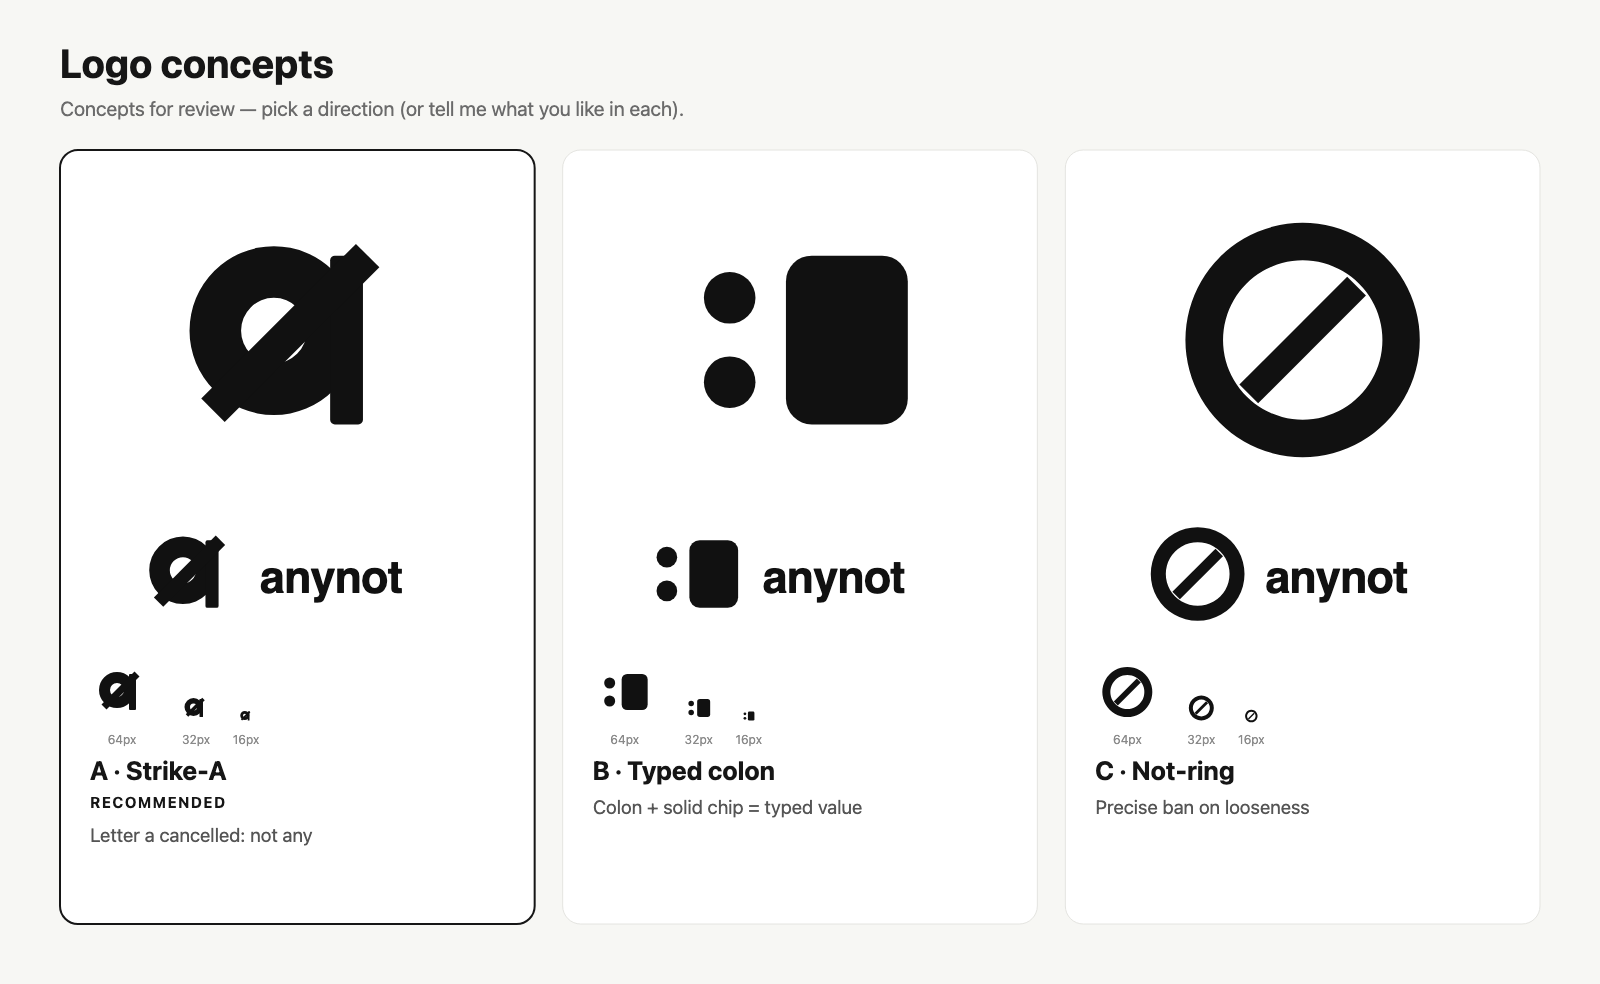 Logo concepts
Concepts for review — pick a direction (or tell me what you like in each).
anynot
64px 32px 16px
A · Strike-A
RECOMMENDED
Letter a cancelled: not any
anynot
64px 32px 16px
B · Typed colon
Colon + solid chip = typed value
anynot
64px 32px 16px
C · Not-ring
Precise ban on looseness